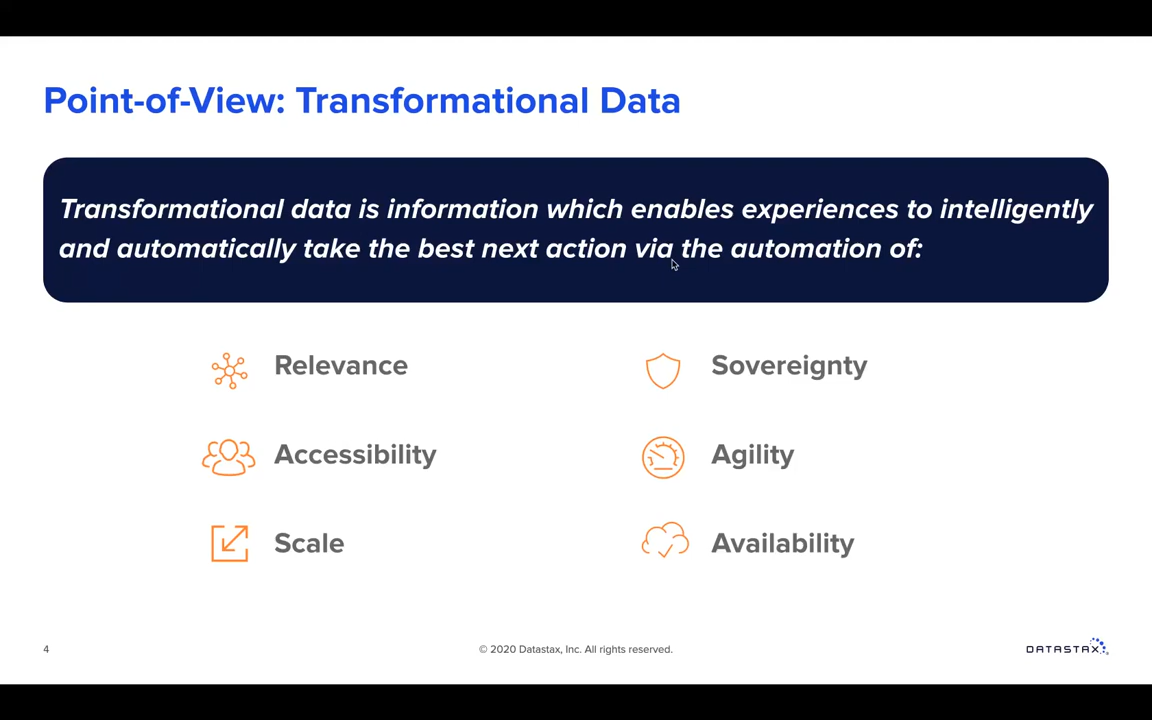 Point-of-View: Transformational Data
Transformational data is information which enables experiences to intelligently
and automatically take the best next action via the automation of:
Relevance
Sovereignty
Accessibility
Agility
Scale
Availability
4
© 2020 Datastax, Inc. All rights reserved.
DATASTAX